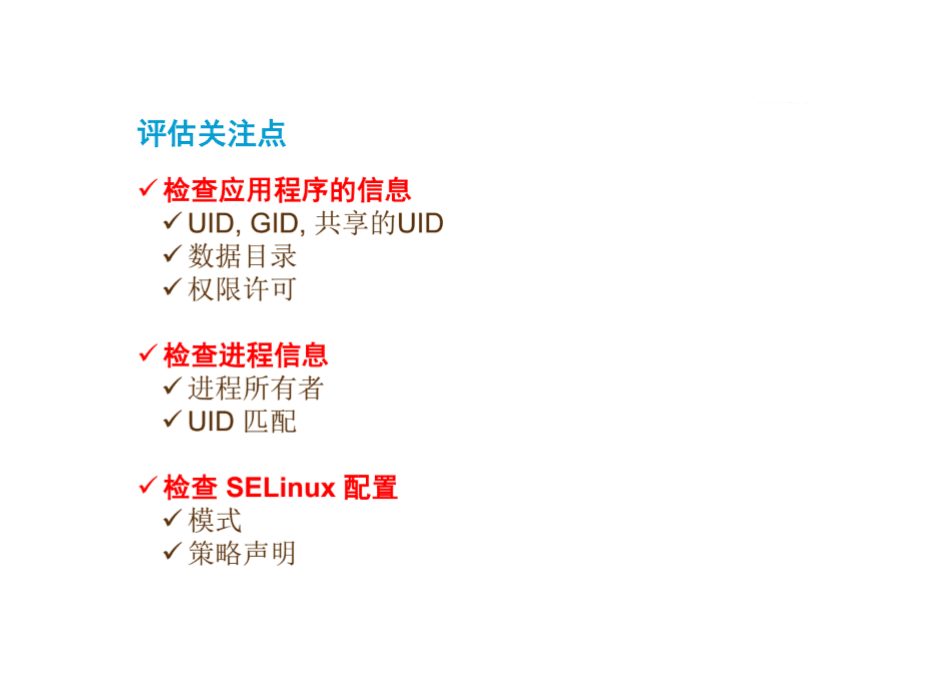 评估关注点
✓检查应用程序的信息
✓UID, GID, 共享的UID
✓数据目录
✓权限许可
✓检查进程信息
✓进程所有者
✓UID 匹配
✓检查 SELinux 配置
✓模式
✓策略声明